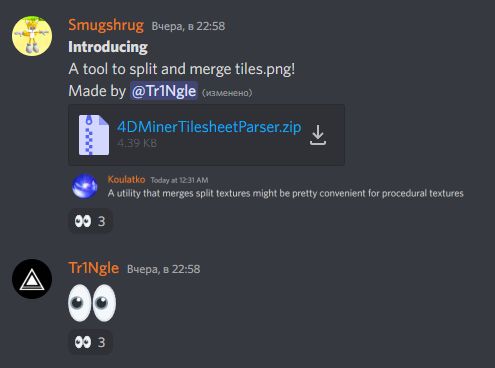 Smugshrug Вчера, в 22:58
Introducing
A tool to split and merge tiles.png!
Made by @Tr1Ngle (изменено)
4DMinerTilesheetParser.zip
4.39 KB
Koulatko Today at 12:31 AM
A utility that merges split textures might be pretty convenient for procedural textures
3
Tr1Ngle Вчера, в 22:58
3